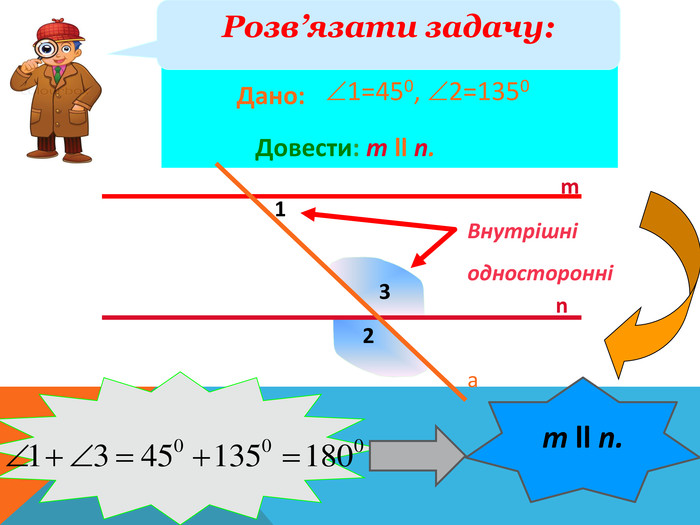 Розв’язати задачу:
Дано: ∠1=45⁰, ∠2=135⁰
Довести: m ll n.
m
1
Внутрішні
односторонні
3
n
2
a
∠1+ ∠3 = 45⁰ +135⁰ =180⁰
m ll n.